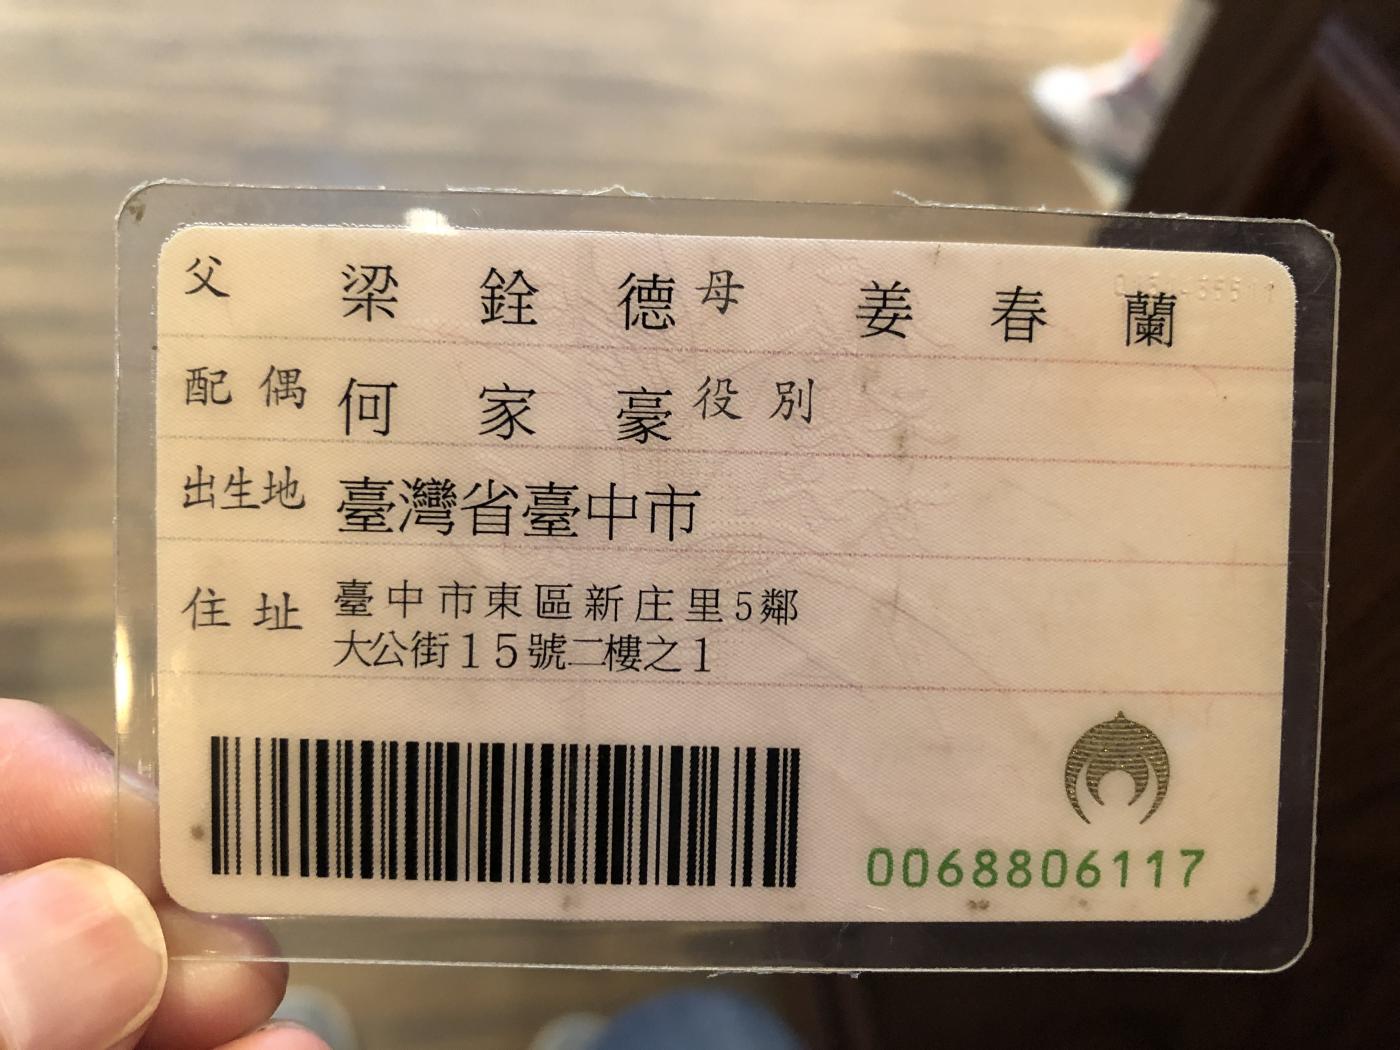 父 梁銓德 母 姜春蘭
配偶 何家豪 役別
出生地 臺灣省臺中市
住址 臺中市東區新庄里5鄰
大公街15號二樓之1
0068806117